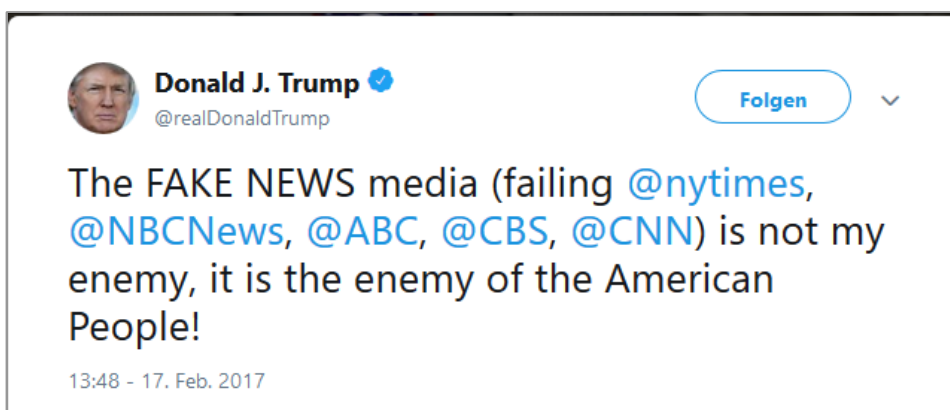 Donald J. Trump
@realDonaldTrump
Folgen
The FAKE NEWS media (failing @nytimes,
@NBCNews, @ABC, @CBS, @CNN) is not my
enemy, it is the enemy of the American
People!
13:48 - 17. Feb. 2017